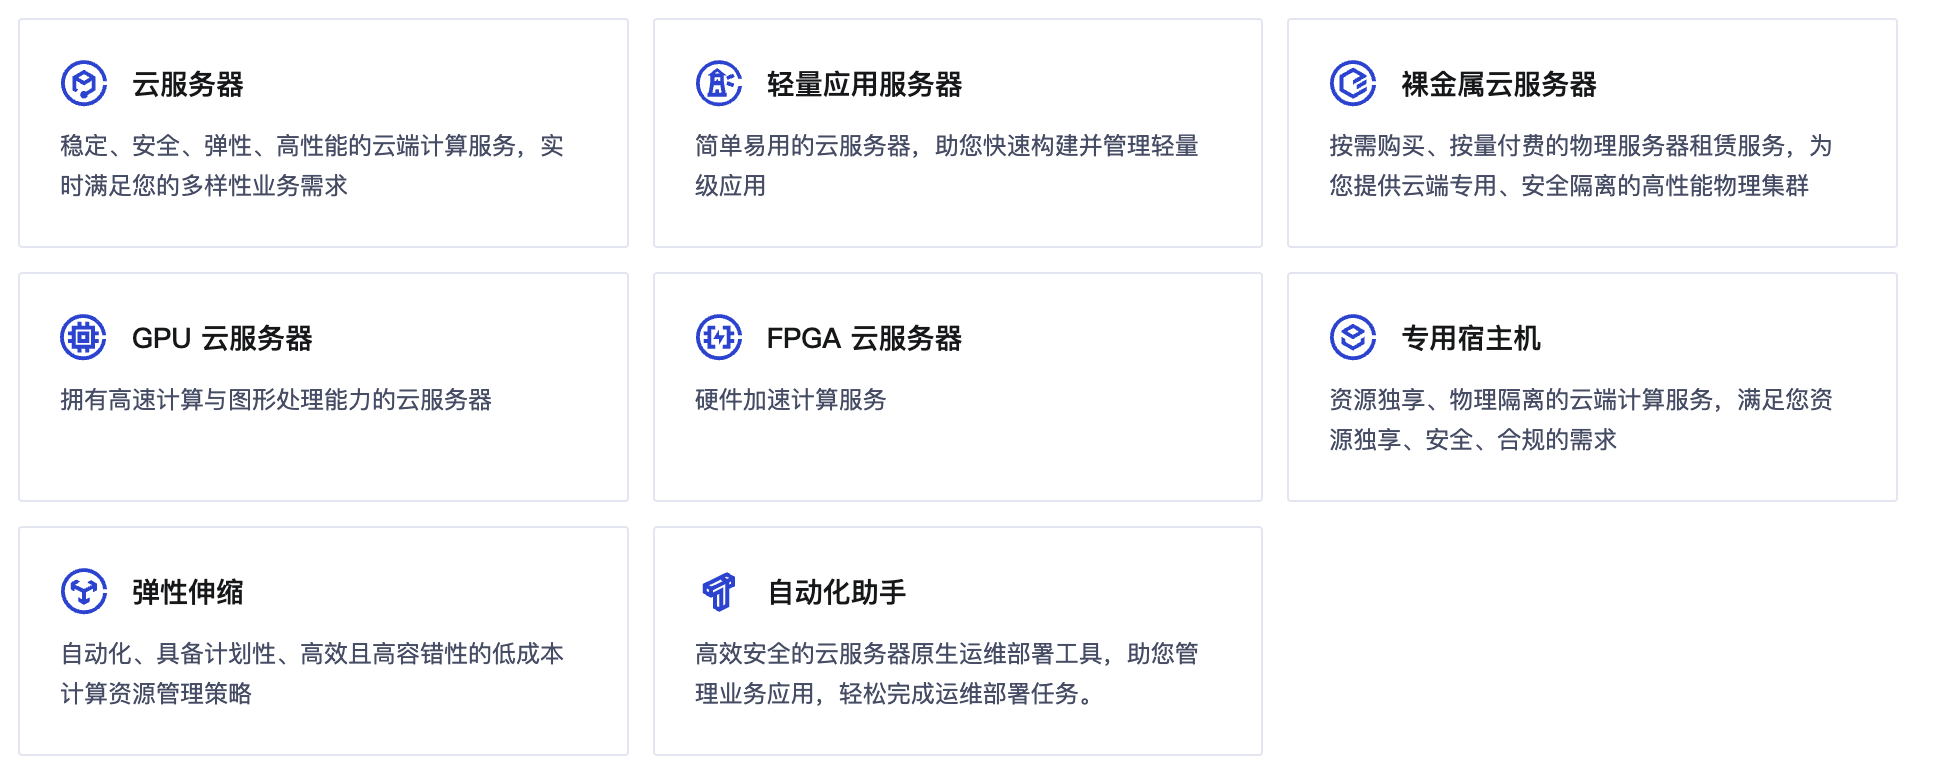 云服务器
稳定、安全、弹性、高性能的云端计算服务，实
时满足您的多样性业务需求
轻量应用服务器
简单易用的云服务器，助您快速构建并管理轻量
级应用
裸金属云服务器
按需购买、按量付费的物理服务器租赁服务，为
您提供云端专用、安全隔离的高性能物理集群
GPU 云服务器
拥有高速计算与图形处理能力的云服务器
FPGA 云服务器
硬件加速计算服务
专用宿主机
资源独享、物理隔离的云端计算服务，满足您资
源独享、安全、合规的需求
弹性伸缩
自动化、具备计划性、高效且高容错性的低成本
计算资源管理策略
自动化助手
高效安全的云服务器原生运维部署工具，助您管
理业务应用，轻松完成运维部署任务。